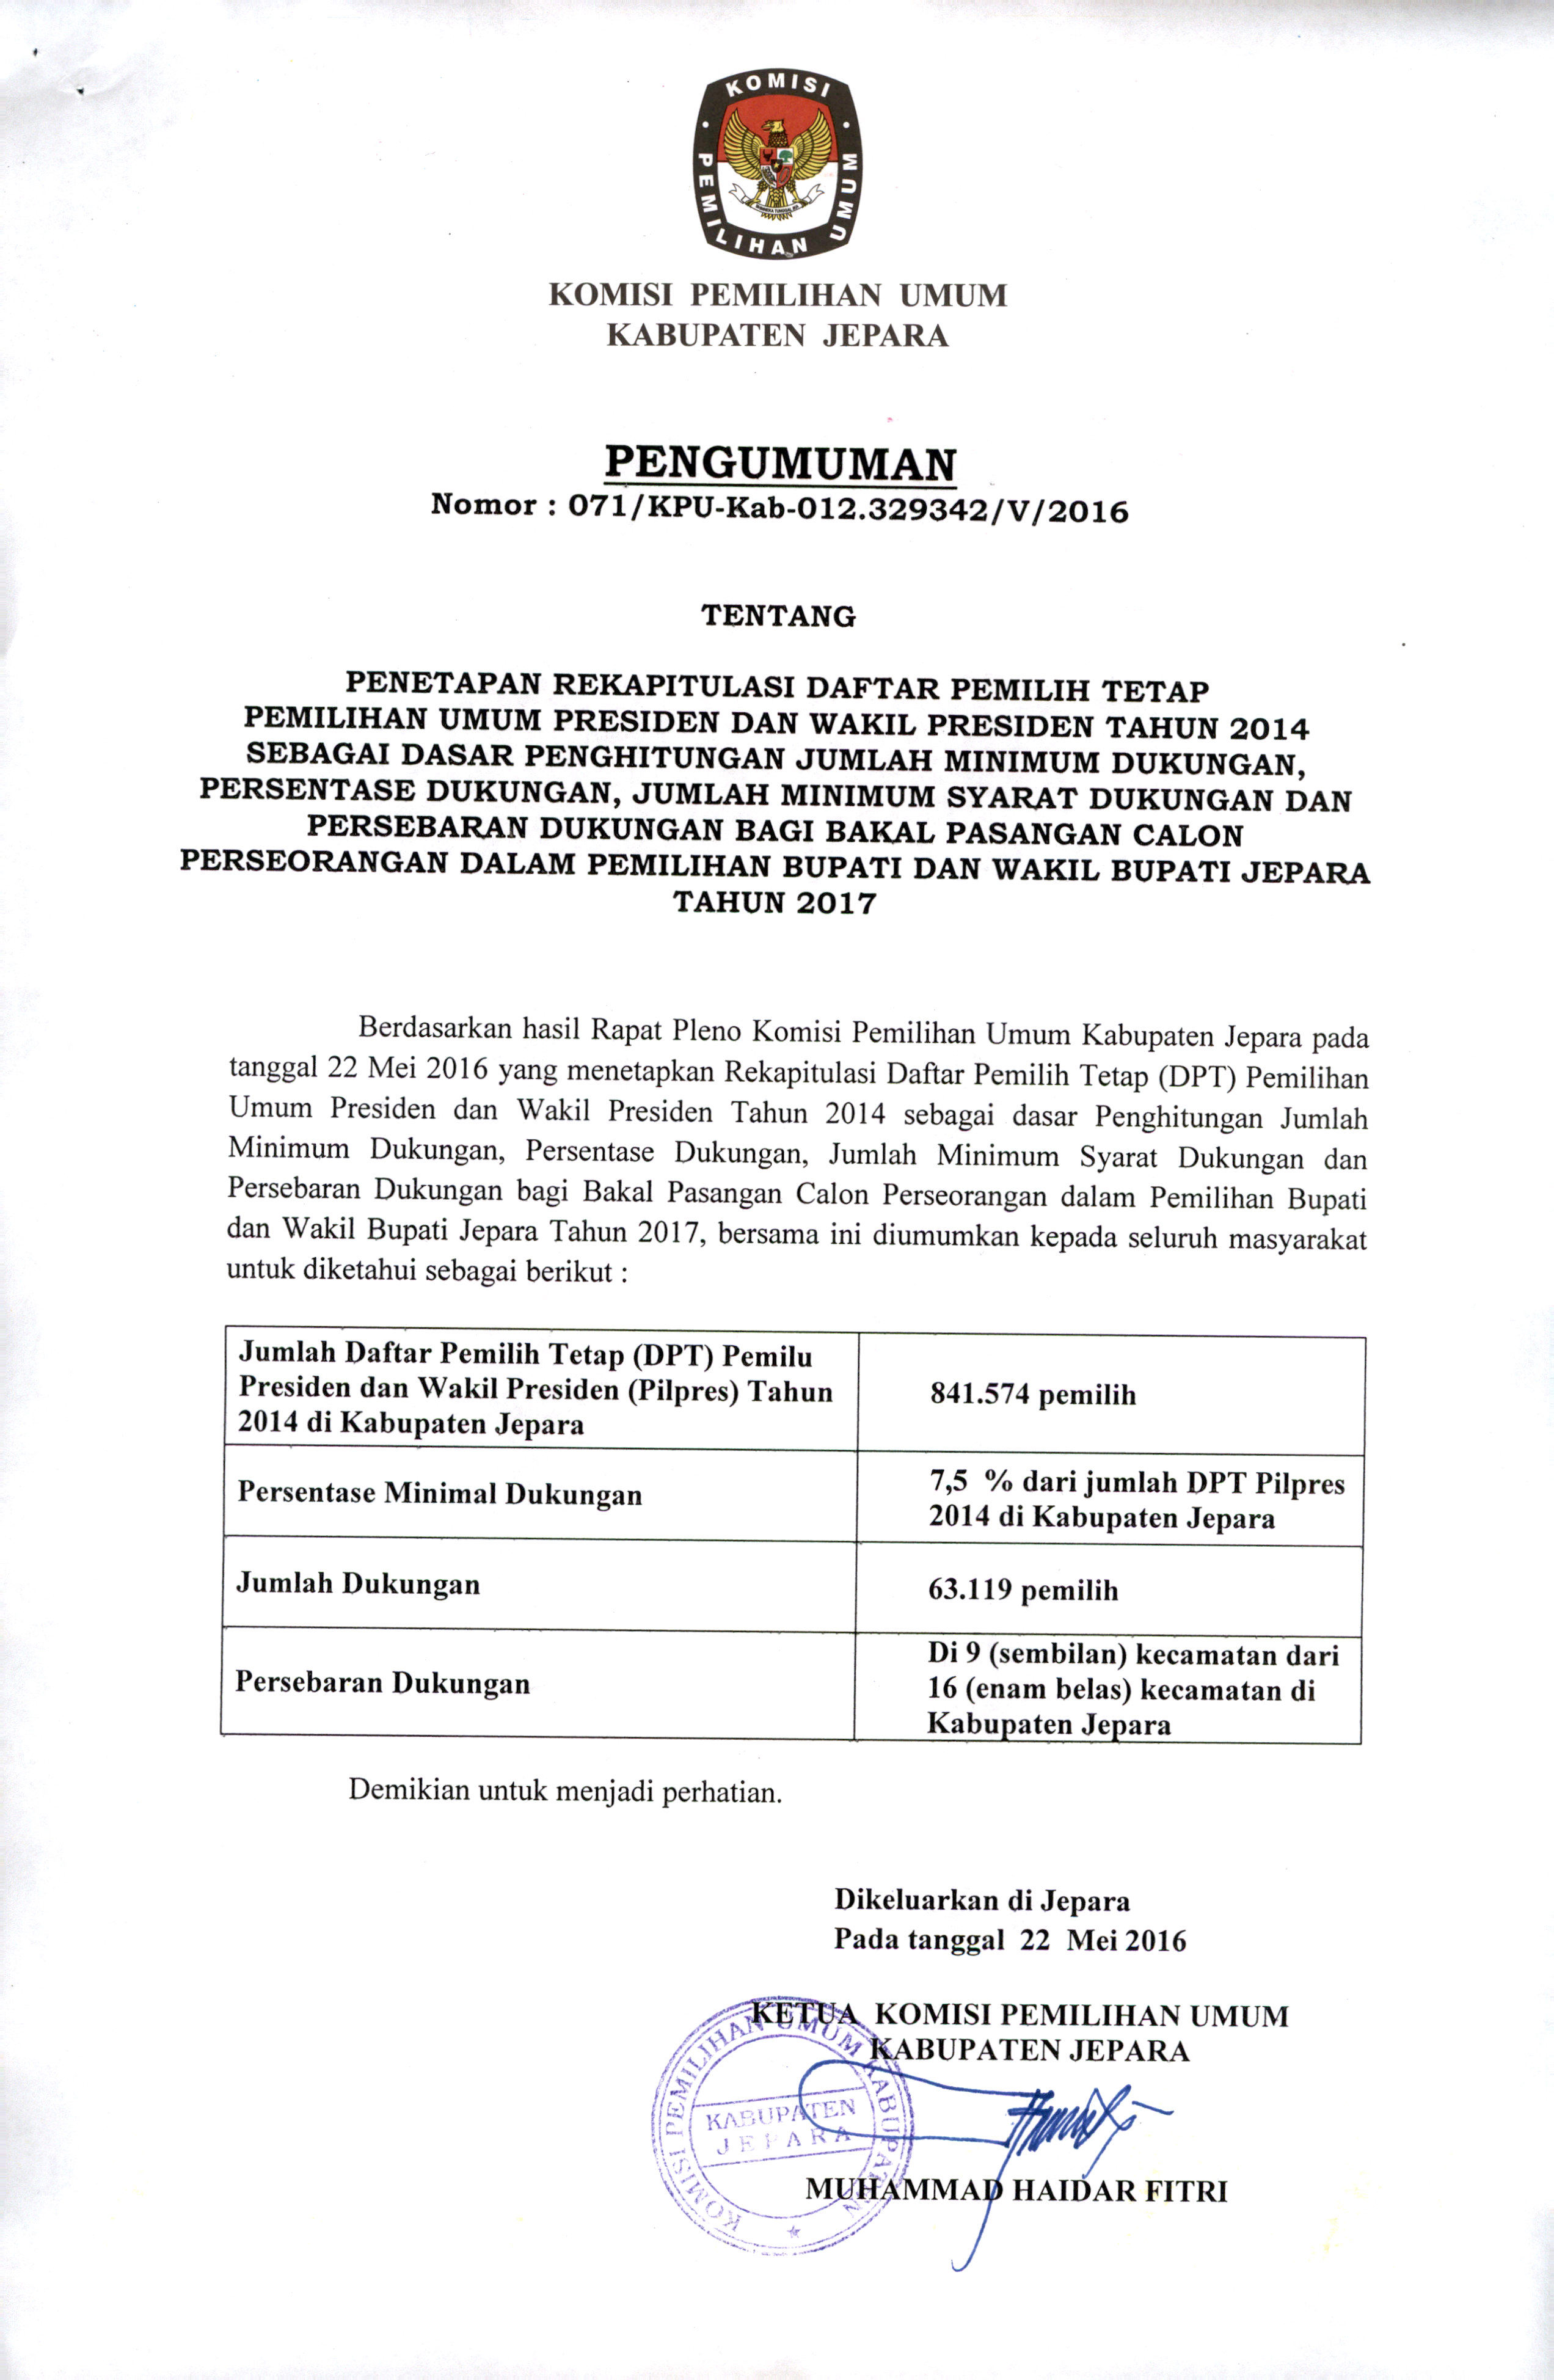 KOMISI
PEMILIHAN UMUM
KOMISI PEMILIHAN UMUM
KABUPATEN JEPARA
PENGUMUMAN
Nomor : 071/KPU-Kab-012.329342/V/2016
TENTANG
PENETAPAN REKAPITULASI DAFTAR PEMILIH TETAP
PEMILIHAN UMUM PRESIDEN DAN WAKIL PRESIDEN TAHUN 2014
SEBAGAI DASAR PENGHITUNGAN JUMLAH MINIMUM DUKUNGAN,
PERSENTASE DUKUNGAN, JUMLAH MINIMUM SYARAT DUKUNGAN DAN
PERSEBARAN DUKUNGAN BAGI BAKAL PASANGAN CALON
PERSEORANGAN DALAM PEMILIHAN BUPATI DAN WAKIL BUPATI JEPARA
TAHUN 2017
Berdasarkan hasil Rapat Pleno Komisi Pemilihan Umum Kabupaten Jepara pada
tanggal 22 Mei 2016 yang menetapkan Rekapitulasi Daftar Pemilih Tetap (DPT) Pemilihan
Umum Presiden dan Wakil Presiden Tahun 2014 sebagai dasar Penghitungan Jumlah
Minimum Dukungan, Persentase Dukungan, Jumlah Minimum Syarat Dukungan dan
Persebaran Dukungan bagi Bakal Pasangan Calon Perseorangan dalam Pemilihan Bupati
dan Wakil Bupati Jepara Tahun 2017, bersama ini diumumkan kepada seluruh masyarakat
untuk diketahui sebagai berikut :
Jumlah Daftar Pemilih Tetap (DPT) Pemilu
Presiden dan Wakil Presiden (Pilpres) Tahun
2014 di Kabupaten Jepara
841.574 pemilih
Persentase Minimal Dukungan
7,5 % dari jumlah DPT Pilpres
2014 di Kabupaten Jepara
Jumlah Dukungan
63.119 pemilih
Persebaran Dukungan
Di 9 (sembilan) kecamatan dari
16 (enam belas) kecamatan di
Kabupaten Jepara
Demikian untuk menjadi perhatian.
Dikeluarkan di Jepara
Pada tanggal 22 Mei 2016
KETUA KOMISI PEMILIHAN UMUM
KABUPATEN JEPARA
KOMISI PEMILIHAN UMUM KABUPATEN
KABUPATEN
JEPARA
MUHAMMAD HAIDAR FITRI